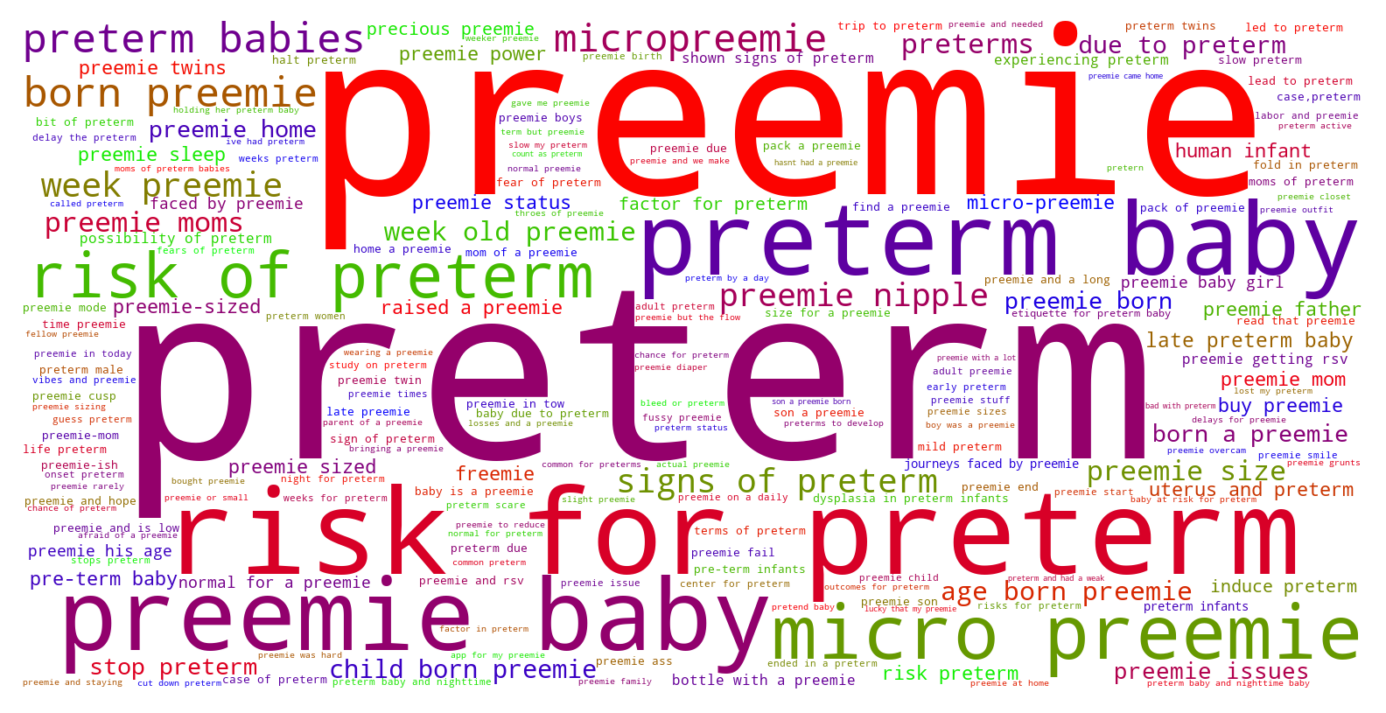 preterm babies
precious preemie
weeker preemie
micropreemie
trip to preterm
preemie and needed
preterm twins
led to preterm
preemie twins
halt preterm
preemie power
preemie birth
shown signs of preterm
preterms
due to preterm
experiencing preterm
slow preterm
born preemie
preemie
preemie came home
lead to preterm
case,preterm
holding her preterm baby
gave me preemie
bit of preterm
preemie home
preemie boys
labor and preemie
delay the preterm
ive had preterm
term but preemie
preterm active
preemie sleep
weeks preterm
slow my preterm
count as preterm
preemie due
pack a preemie
human infant
moms of preterm babies
normal preemie
preemie and we make
pretern
fold in preterm
week preemie
fear of preterm
moms of preterm
called preterm
faced by preemie
preemie status
factor for preterm
find a preemie
micro-preemie
pack of preemie
preemie closet
preemie outfit
preemie moms
throes of preemie
possibility of preterm
week old preemie
preterm baby
fears of preterm
home a preemie
mom of a preemie
risk of preterm
preterm by a day
preemie and a long
preemie baby girl
preemie mode
preemie-sized
raised a preemie
adult preterm
preemie nipple
preemie born
preemie father
time preemie
preterm women
preemie but the flow
size for a preemie
etiquette for preterm baby
read that preemie
fellow preemie
preterm
late preterm baby
preemie in today
wearing a preemie
chance for preterm
preemie with a lot
preemie getting rsv
preterm male
study on preterm
preemie diaper
adult preemie
vibes and preemie
preemie twin
early preterm
preemie mom
preemie cusp
preemie times
preemie stuff
lost my preterm
preemie sizing
late preemie
preemie in tow
bleed or preterm
son a preemie born
preemie sizes
bad with preterm
buy preemie
guess preterm
parent of a preemie
baby due to preterm
fussy preemie
son a preemie
boy was a preemie
delays for preemie
preemie-mom
losses and a preemie
preterm status
preterms to develop
born a preemie
life preterm
sign of preterm
bringing a preemie
mild preterm
preemie overcam
preemie smile
preemie-ish
preemie sized
freemie
common for preterms
actual preemie
journeys faced by preemie
preemie grunts
onset preterm
bought preemie
night for preterm
signs of preterm
preemie size
preemie rarely
baby is a preemie
preemie end
uterus and preterm
preemie and hope
preemie or small
weeks for preterm
slight preemie
preemie on a daily
dysplasia in preterm infants
preemie start
baby at risk for preterm
chance of preterm
preterm scare
risk for preterm
preemie and is low
preemie to reduce
terms of preterm
afraid of a preemie
normal for preterm
preemie his age
preterm due
preemie fail
stops preterm
common preterm
pre-term infants
pre-term baby
normal for a preemie
preemie and rsv
preemie issue
center for preterm
preemie child
preterm and had a weak
outcomes for preterm
age born preemie
induce preterm
preemie baby
pretend baby
preemie son
lucky that my preemie
risks for preterm
preterm infants
factor in preterm
micro preemie
preemie was hard
app for my preemie
stop preterm
child born preemie
preemie ass
ended in a preterm
risk preterm
preemie issues
preemie and staying
cut down preterm
case of preterm
preterm baby and nighttime
preemie family
bottle with a preemie
preemie at home
preterm baby and nighttime baby